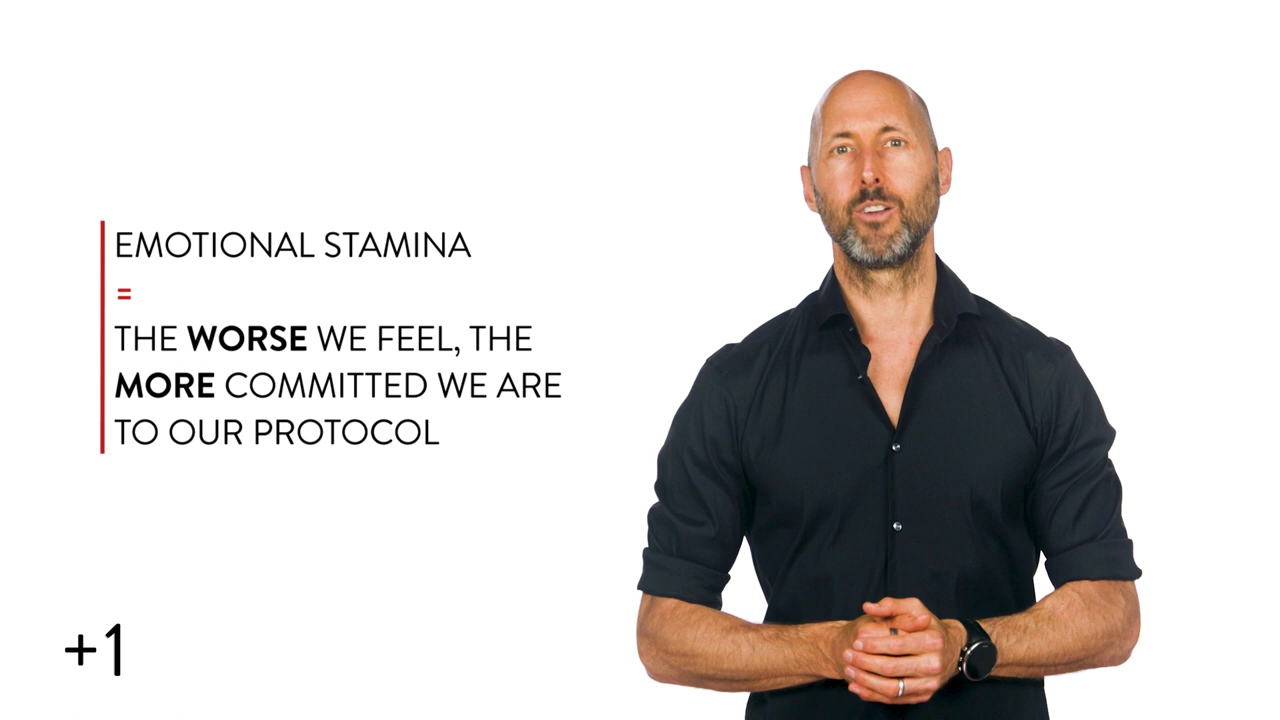 EMOTIONAL STAMINA
=
THE WORSE WE FEEL, THE
MORE COMMITTED WE ARE
TO OUR PROTOCOL
+1